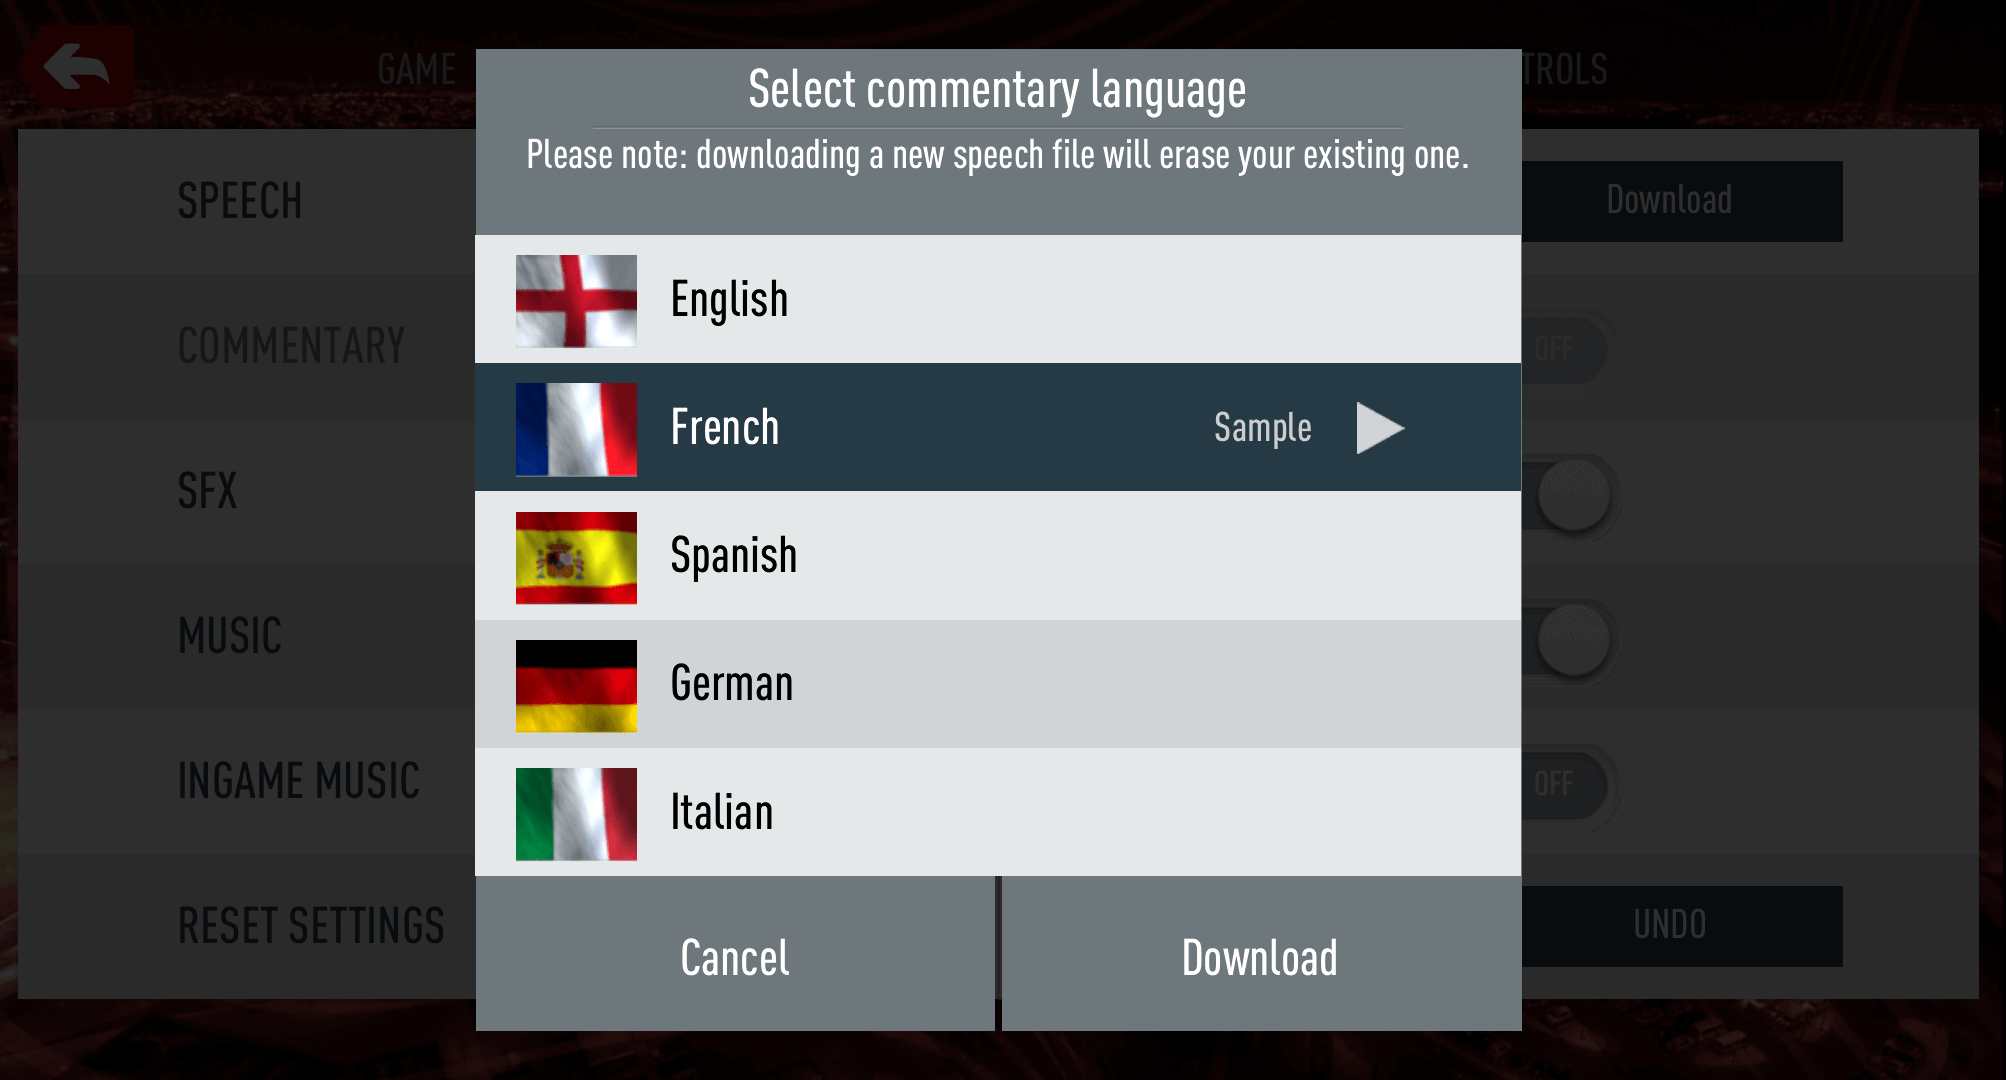 GAME
TROLS
Select commentary language
Please note: downloading a new speech file will erase your existing one.
SPEECH
Download
English
COMMENTARY
OFF
French
Sample
SFX
Spanish
MUSIC
German
INGAME MUSIC
OFF
Italian
RESET SETTINGS
UNDO
Cancel
Download